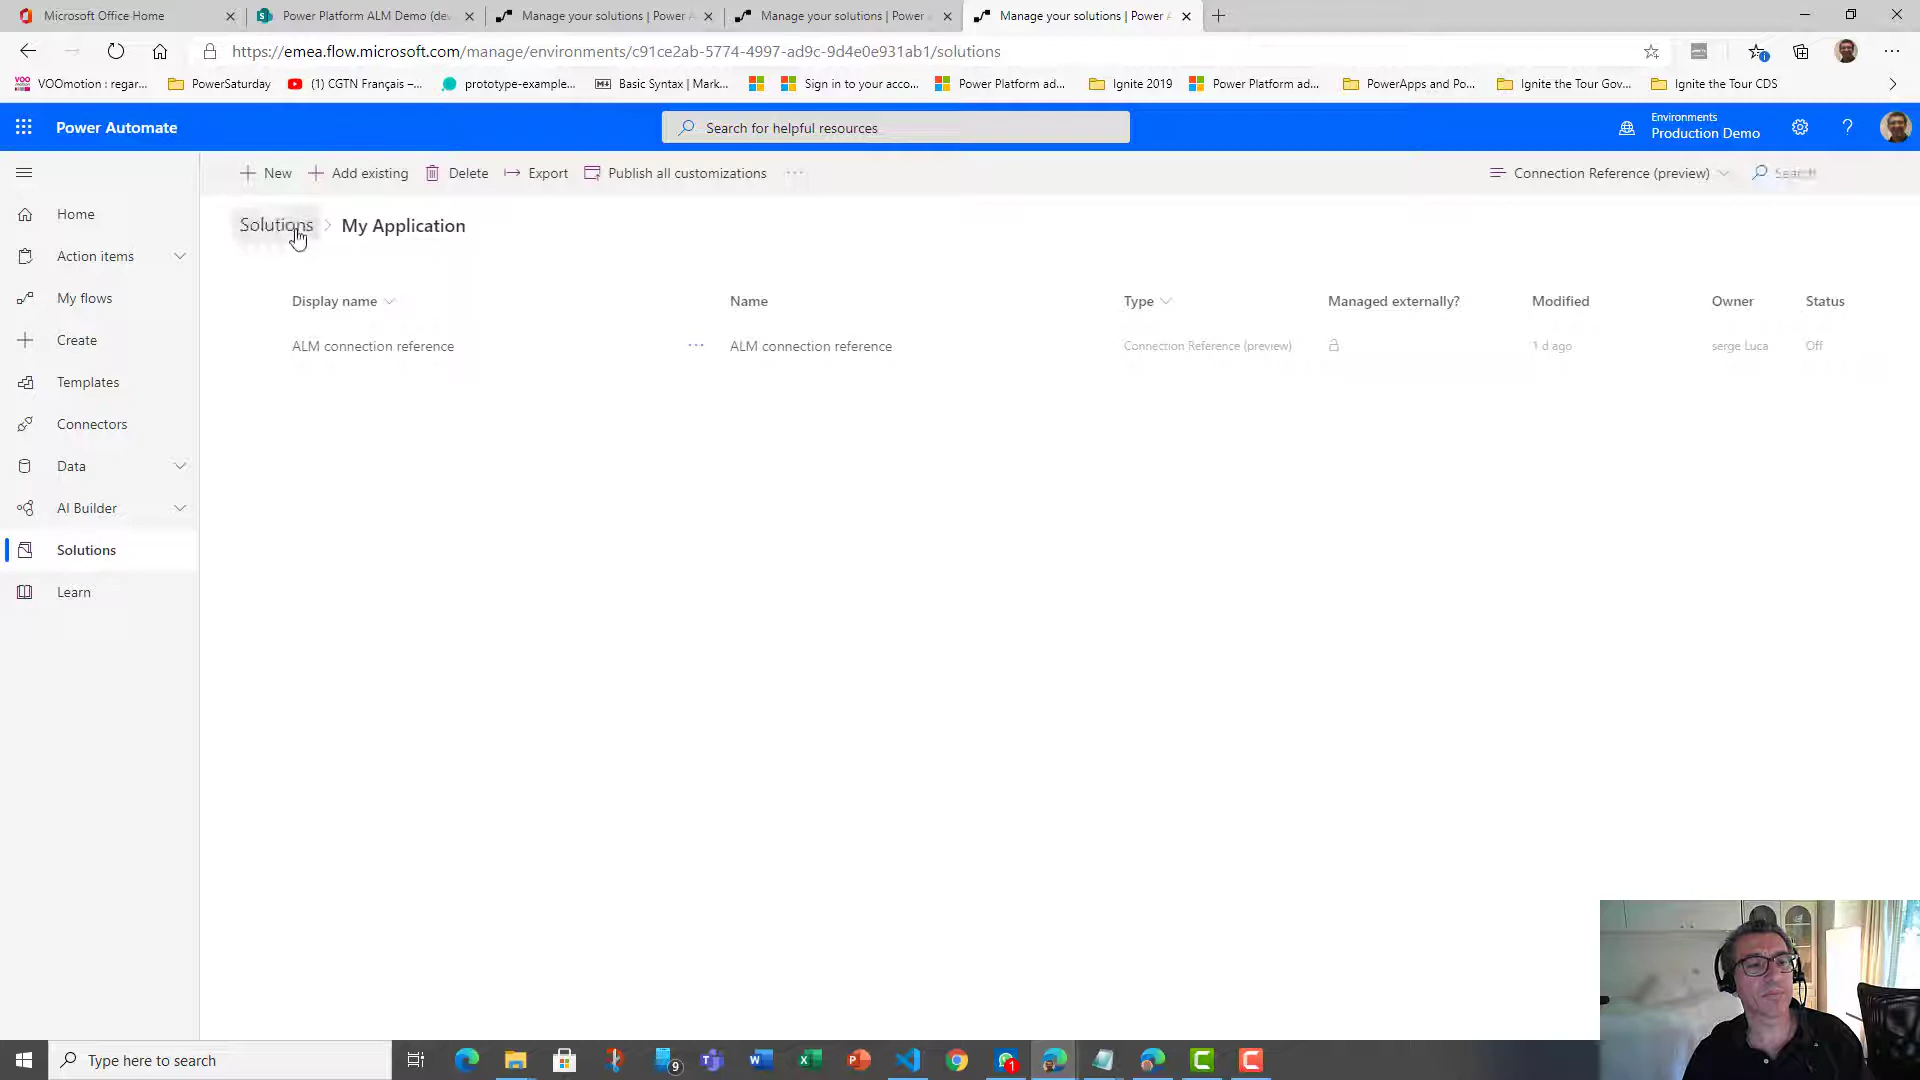 Microsoft Office Home
Power Platform ALM Demo (de
Manage your solutions | Power A
Manage your solutions | Power
Manage your solutions | Power A
https://emea.flow.microsoft.com/manage/environments/c91ce2ab-5774-4997-ad9c-9d4e0e931ab1/solutions
VOO
VOOmotion : regar...
PowerSaturday
(1) CGTN Français –...
prototype-example...
Basic Syntax | Mark...
Sign in to your acco...
Power Platform ad...
Ignite 2019
Power Platform ad...
PowerApps and Po...
Ignite the Tour Gov...
Ignite the Tour CDS
Power Automate
Search for helpful resources
Environments
Production Demo
New
Add existing
Delete
Export
Publish all customizations
Connection Reference (preview)
Search
Solutions > My Application
Home
Action items
My flows
Create
Templates
Connectors
Data
AI Builder
Solutions
Learn
Display name
Name
Type
Managed externally?
Modified
Owner
Status
ALM connection reference
ALM connection reference
Connection Reference (preview)
1 d ago
serge Luca
Off
Type here to search
9
1